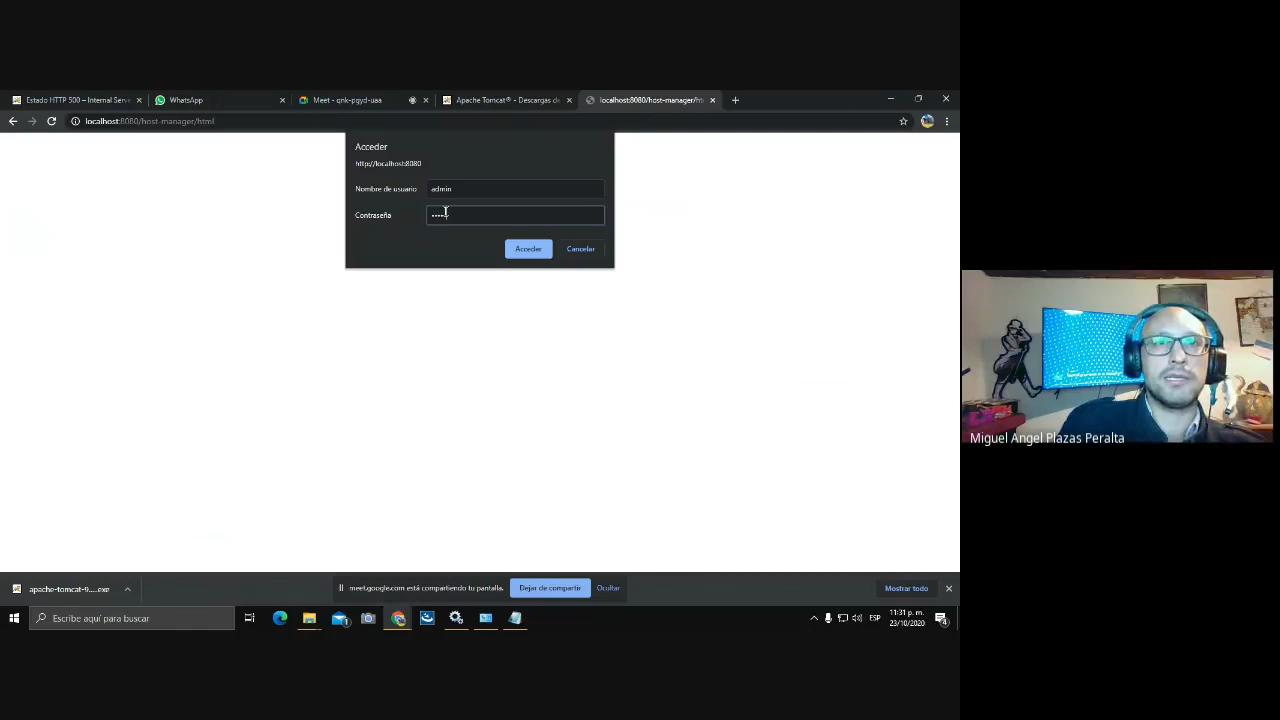 Estado HTTP 500 – Internal Serve
WhatsApp
Meet - qnk-pgyd-uaa
Apache Tomcat® - Descargas de
localhost:8080/host-manager/ht
localhost:8080/host-manager/html
Acceder
http://localhost:8080
Nombre de usuario
admin
Contraseña
Acceder
Cancelar
Miguel Angel Plazas Peralta
apache-tomcat-9....exe
meet.google.com está compartiendo tu pantalla.
Dejar de compartir
Ocultar
Mostrar todo
Escribe aquí para buscar
ESP
11:31 p. m.
23/10/2020
4